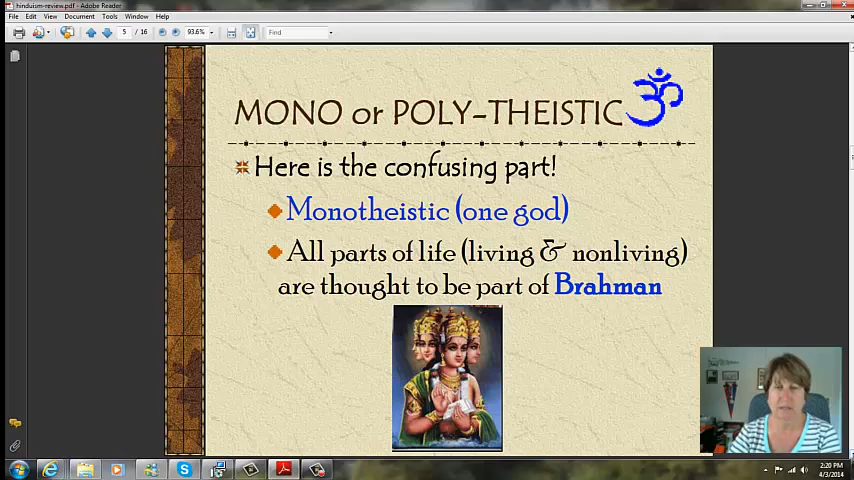 hinduism-review.pdf - Adobe Reader
File Edit View Document Tools Window Help
5 / 16 93.6% Find
MONO or POLY-THEISTIC ॐ
Here is the confusing part!
Monotheistic (one god)
All parts of life (living & nonliving)
are thought to be part of Brahman
2:20 PM
4/3/2014